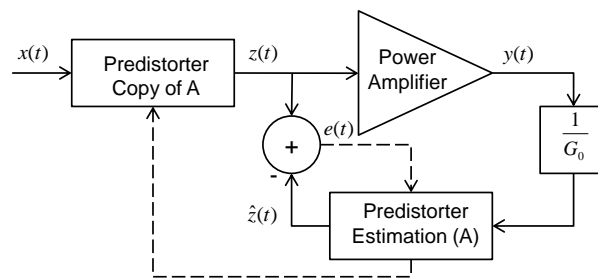 x(t)
Predistorter
Copy of A
z(t)
Power
Amplifier
y(t)
1
G₀
+
-
e(t)
ẑ(t)
Predistorter
Estimation (A)